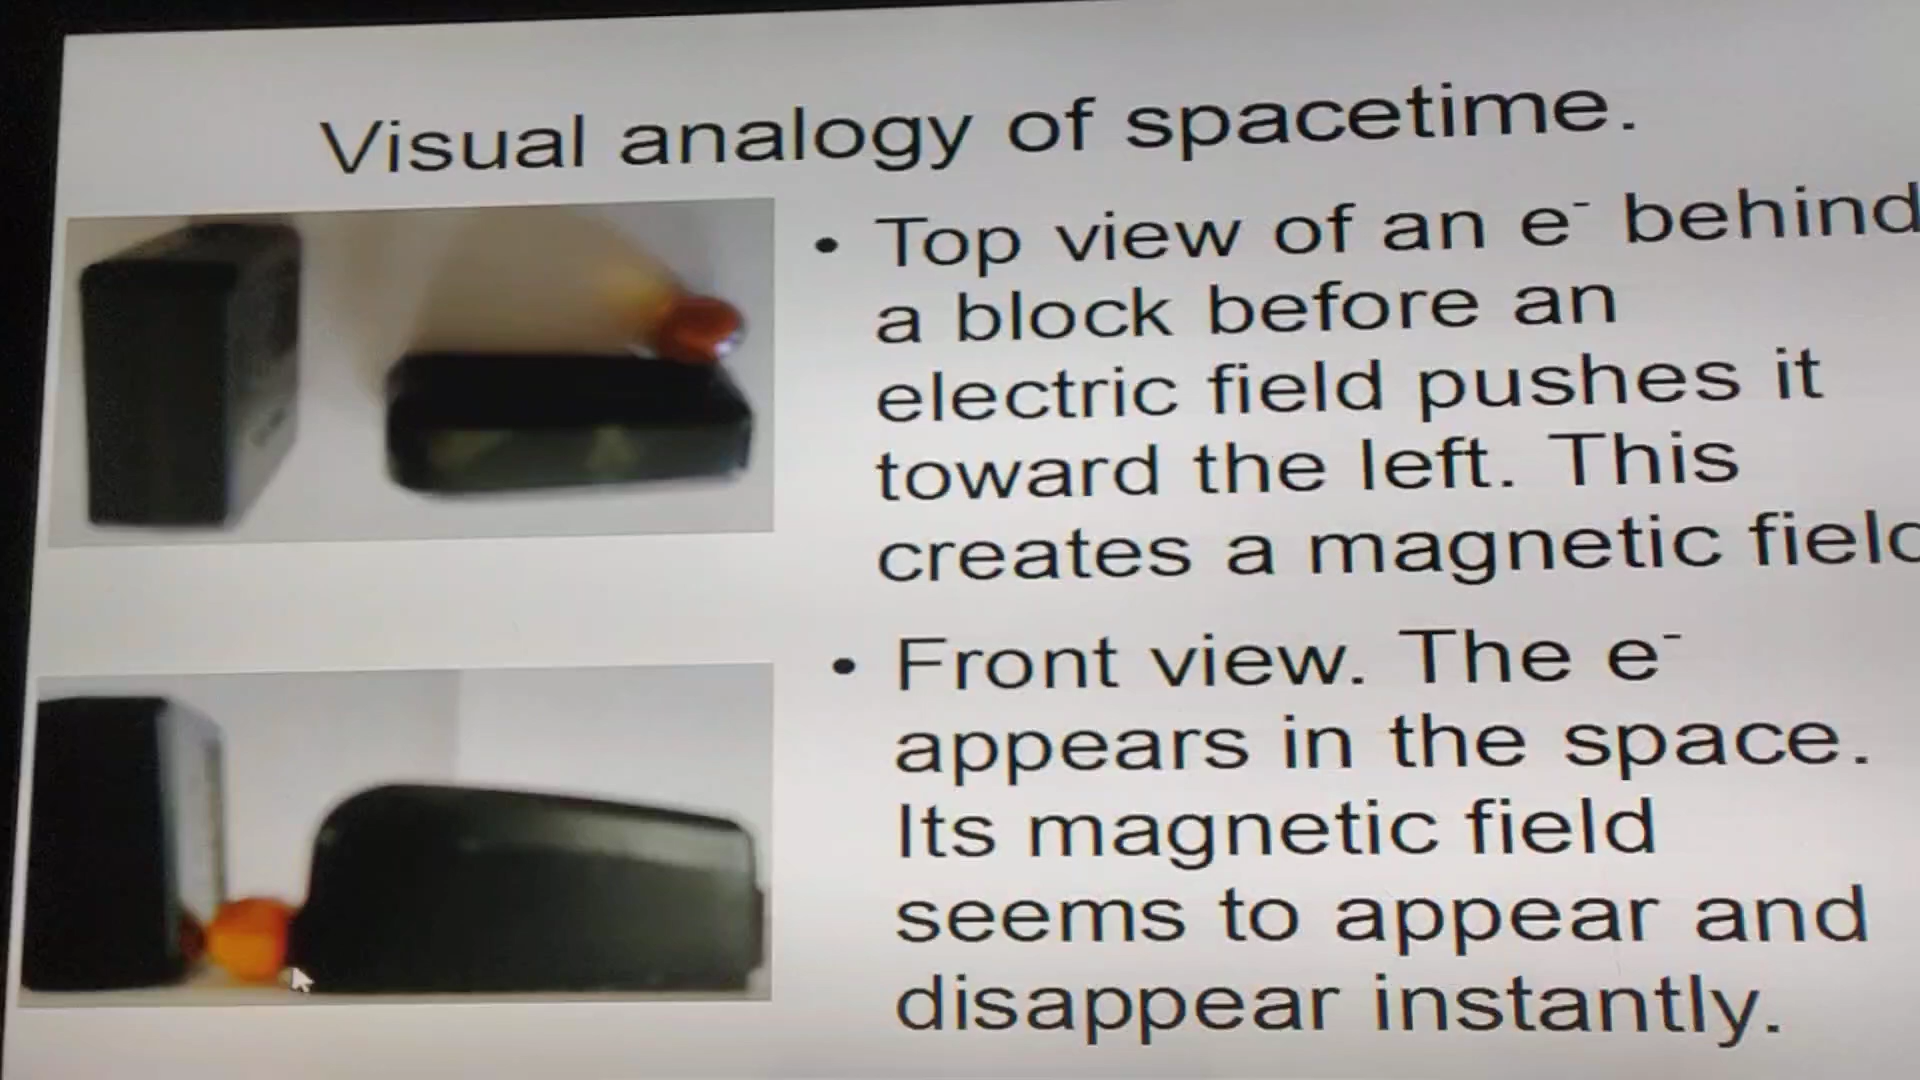 Visual analogy of spacetime.
• Top view of an e⁻ behind
a block before an
electric field pushes it
toward the left. This
creates a magnetic field
• Front view. The e⁻
appears in the space.
Its magnetic field
seems to appear and
disappear instantly.